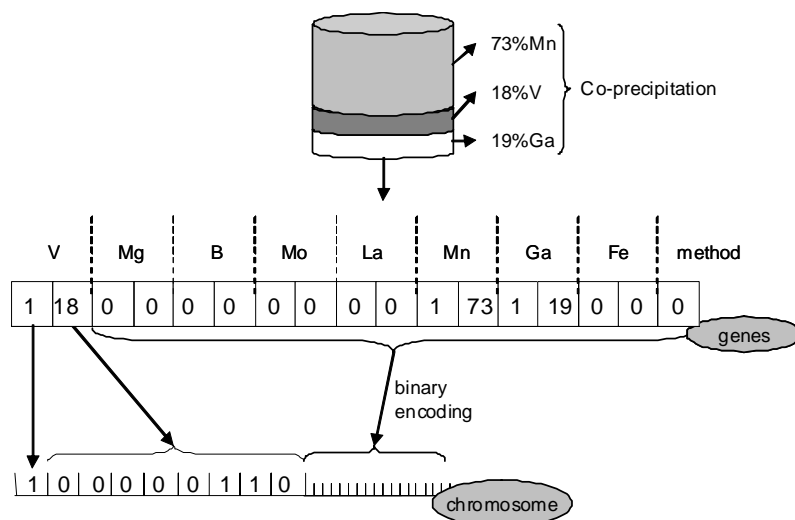 73%Mn
18%V
Co-precipitation
19%Ga
V Mg B Mo La Mn Ga Fe method
1 18 0 0 0 0 0 0 0 0 1 73 1 19 0 0 0
genes
binary
encoding
1 0 0 0 0 0 1 1 0
chromosome